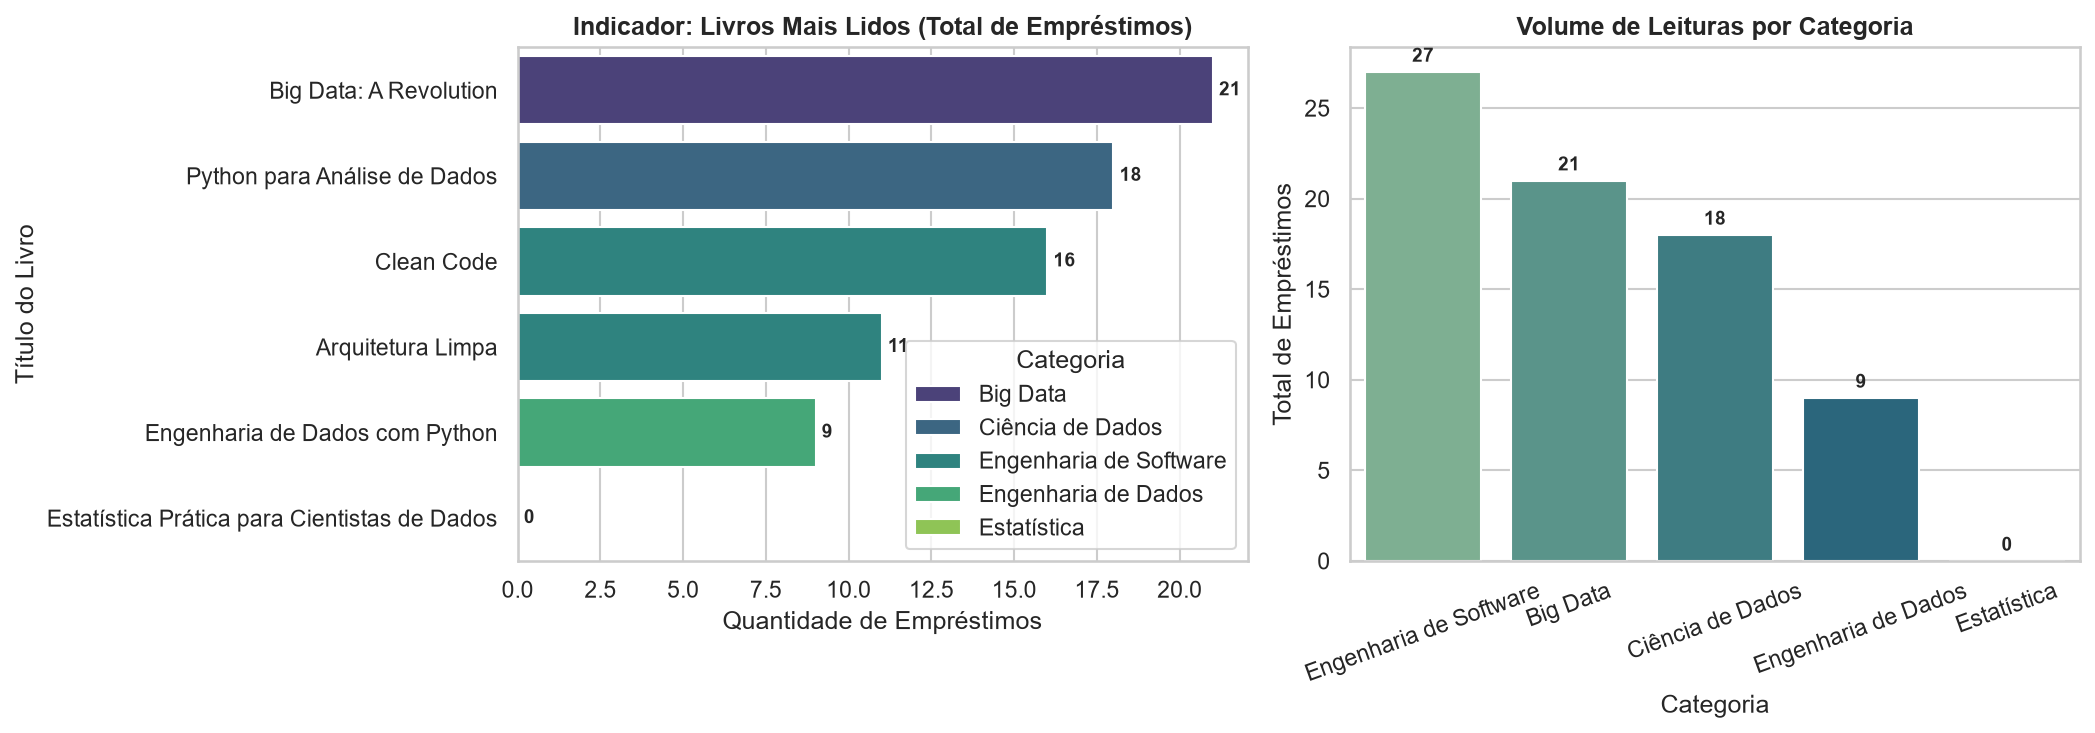 Indicador: Livros Mais Lidos (Total de Empréstimos)
Título do Livro
Big Data: A Revolution
21
Python para Análise de Dados
18
Clean Code
16
Arquitetura Limpa
11
Engenharia de Dados com Python
9
Estatística Prática para Cientistas de Dados
0
Categoria
Big Data
Ciência de Dados
Engenharia de Software
Engenharia de Dados
Estatística
0.0 2.5 5.0 7.5 10.0 12.5 15.0 17.5 20.0
Quantidade de Empréstimos
Volume de Leituras por Categoria
Total de Empréstimos
25
20
15
10
5
0
27
21
18
9
0
Engenharia de Software
Big Data
Ciência de Dados
Engenharia de Dados
Estatística
Categoria